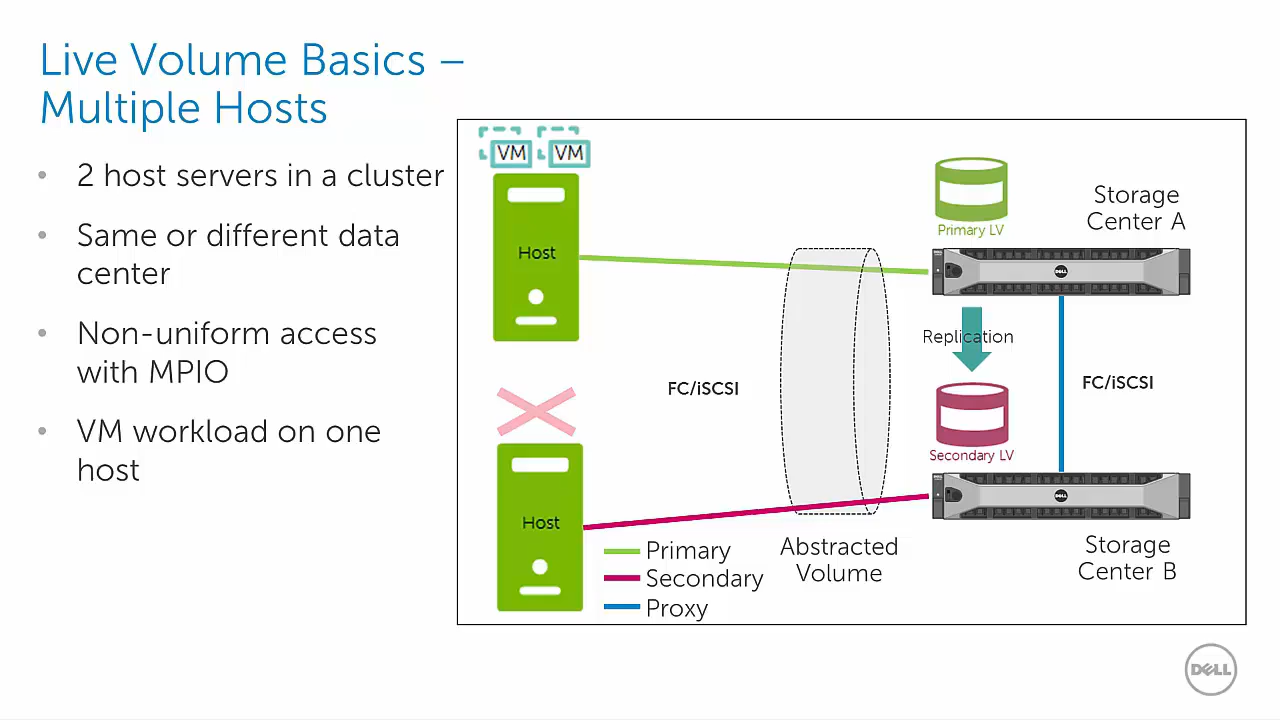 Live Volume Basics –
Multiple Hosts
• 2 host servers in a cluster
• Same or different data
center
• Non-uniform access
with MPIO
• VM workload on one
host
VM VM
Host
Primary LV
Storage
Center A
DELL
Replication
FC/iSCSI
FC/iSCSI
Secondary LV
Host
DELL
Primary
Secondary
Proxy
Abstracted
Volume
Storage
Center B
DELL